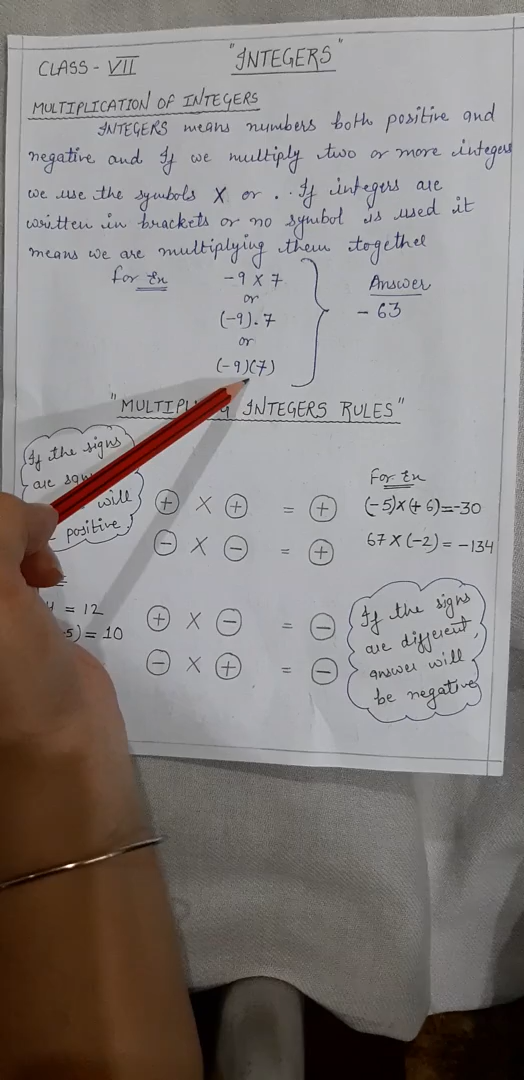 CLASS - VII
"INTEGERS"
MULTIPLICATION OF INTEGERS
INTEGERS means numbers both positive and
negative and If we multiply two or more integers
we use the symbols X or . . If integers are
written in brackets or no symbol is used it
means we are multiplying them together
for Ex
-9 x 7
or
(-9).7
or
(-9)(7)
Answer
- 63
"MULTIPL INTEGERS RULES"
If the signs
are
will
positive
+ X + = +
- X - = +
For Ex
(-5)x(+6)=-30
67 x (-2) = -134
= 12
5) = 10
+ X - = -
- X + = -
If the signs
are different,
answer will
be negative